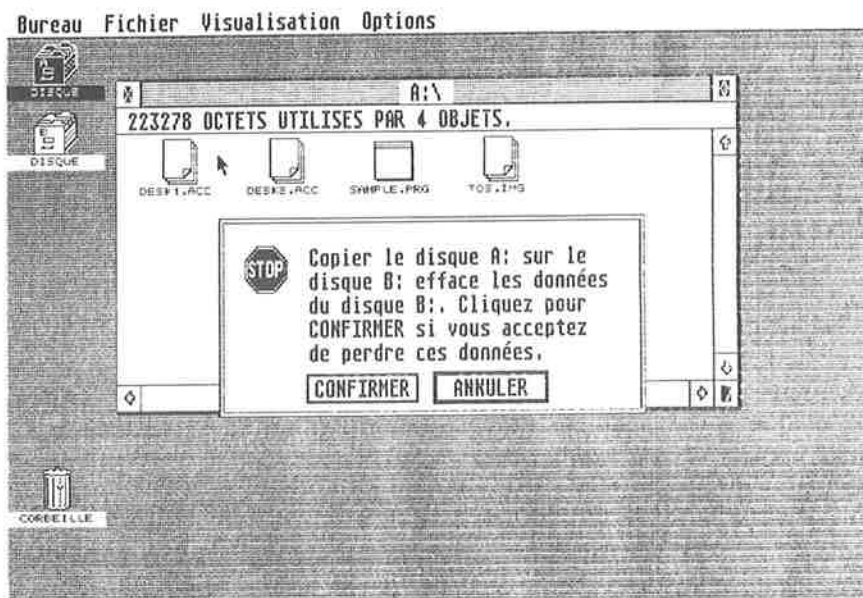 Bureau Fichier Visualisation Options
A
DISQUE
A:\
223278 OCTETS UTILISES PAR 4 OBJETS.
B
DISQUE
DESK1.ACC DESK2.ACC SAMPLE.PRG TOS.IMG
STOP
Copier le disque A: sur le
disque B: efface les données
du disque B:. Cliquez pour
CONFIRMER si vous acceptez
de perdre ces données.
CONFIRMER ANNULER
CORBEILLE